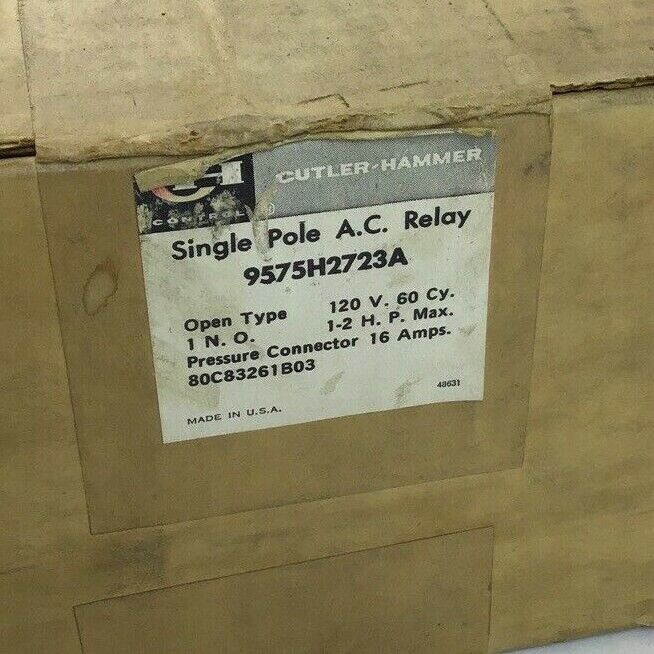 CUTLER-HAMMER
CONTROL ®
Single Pole A.C. Relay
9575H2723A
Open Type 120 V. 60 Cy.
1 N. O. 1-2 H. P. Max.
Pressure Connector 16 Amps.
80C83261B03
48631
MADE IN U.S.A.